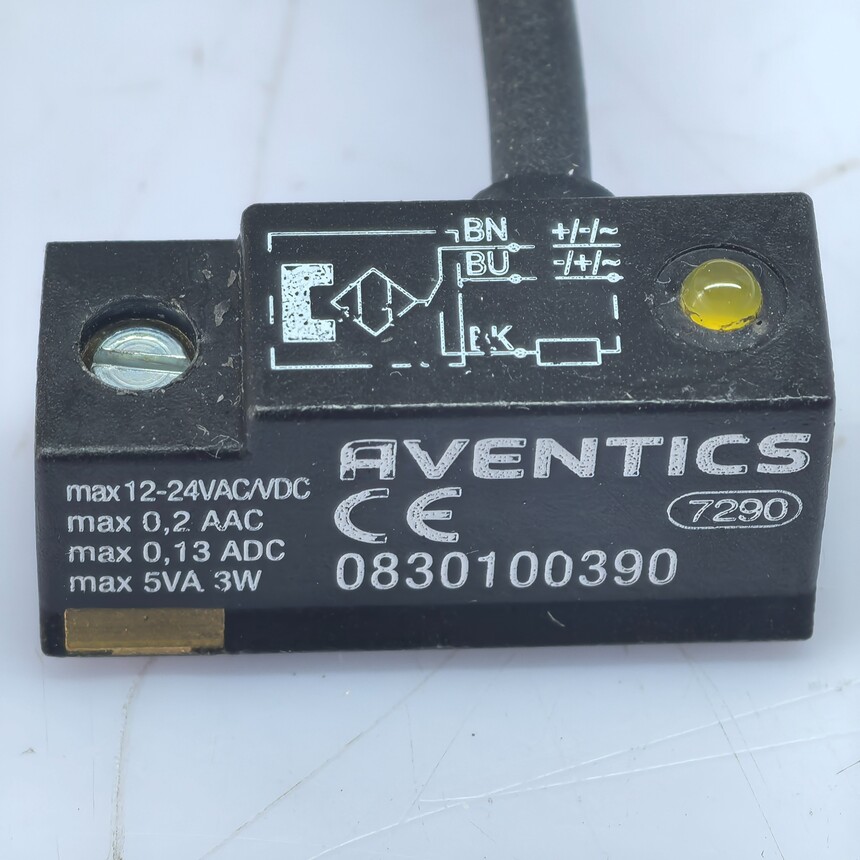 BN +/-/~
BU -/+/~
BK
AVENTICS
max 12-24VAC/VDC
max 0,2 AAC
max 0,13 ADC
max 5VA 3W
CE 7290
0830100390